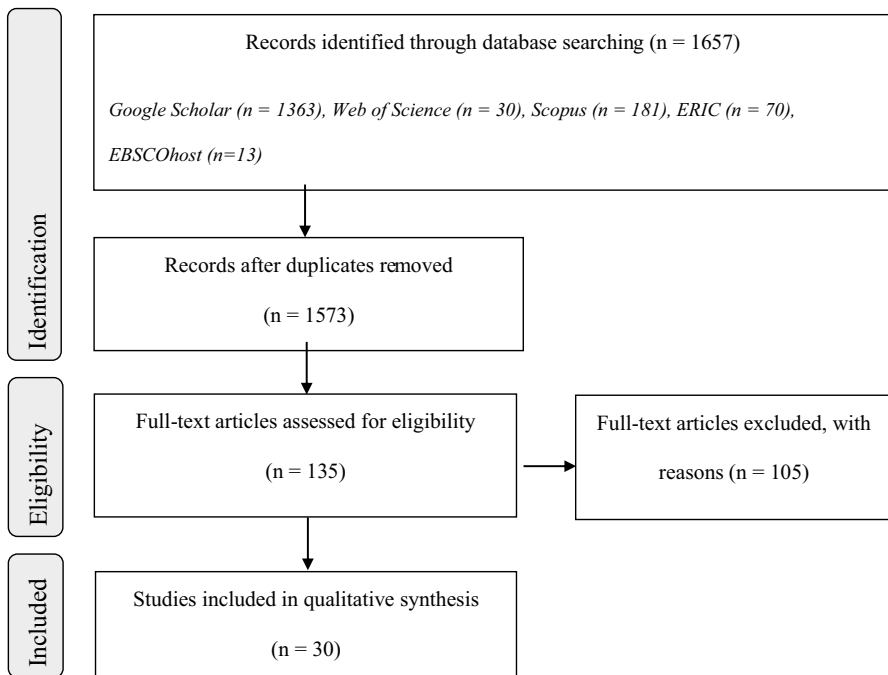 Identification
Records identified through database searching (n = 1657)
Google Scholar (n = 1363), Web of Science (n = 30), Scopus (n = 181), ERIC (n = 70),
EBSCOhost (n=13)
Records after duplicates removed
(n = 1573)
Eligibility
Full-text articles assessed for eligibility
(n = 135)
Full-text articles excluded, with
reasons (n = 105)
Included
Studies included in qualitative synthesis
(n = 30)